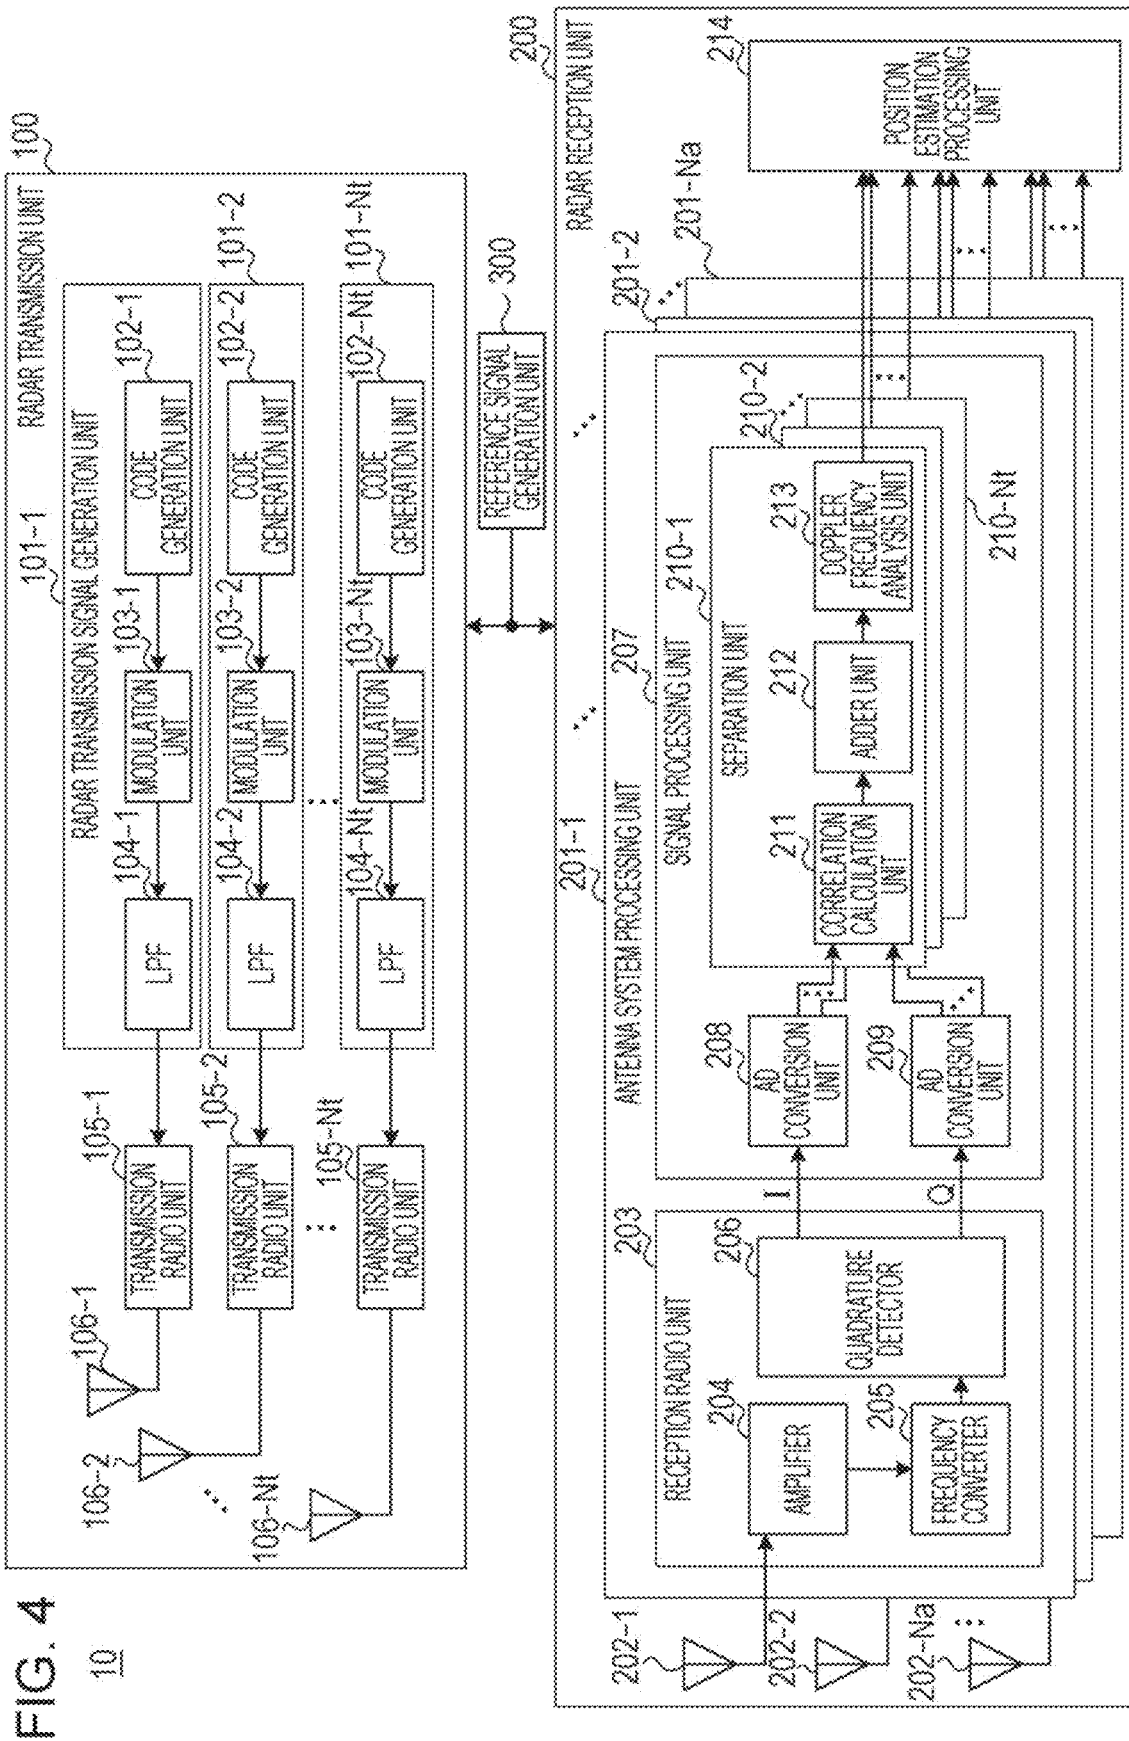 FIG. 4
10
100
RADAR TRANSMISSION UNIT
101-1
RADAR TRANSMISSION SIGNAL GENERATION UNIT
106-1
105-1
TRANSMISSION
RADIO UNIT
104-1
LPF
103-1
MODULATION
UNIT
102-1
CODE
GENERATION UNIT
101-2
106-2
105-2
TRANSMISSION
RADIO UNIT
104-2
LPF
103-2
MODULATION
UNIT
102-2
CODE
GENERATION UNIT
101-Nt
106-Nt
105-Nt
TRANSMISSION
RADIO UNIT
104-Nt
LPF
103-Nt
MODULATION
UNIT
102-Nt
CODE
GENERATION UNIT
300
REFERENCE SIGNAL
GENERATION UNIT
200
RADAR RECEPTION UNIT
201-1
201-2
201-Na
ANTENNA SYSTEM PROCESSING UNIT
202-1
202-2
202-Na
203
RECEPTION RADIO UNIT
204
AMPLIFIER
205
FREQUENCY
CONVERTER
206
QUADRATURE
DETECTOR
I
Q
207
SIGNAL PROCESSING UNIT
208
AD
CONVERSION
UNIT
209
AD
CONVERSION
UNIT
210-1
210-2
210-Nt
SEPARATION UNIT
211
CORRELATION
CALCULATION
UNIT
212
ADDER UNIT
213
DOPPLER
FREQUENCY
ANALYSIS UNIT
214
POSITION
ESTIMATION
PROCESSING
UNIT